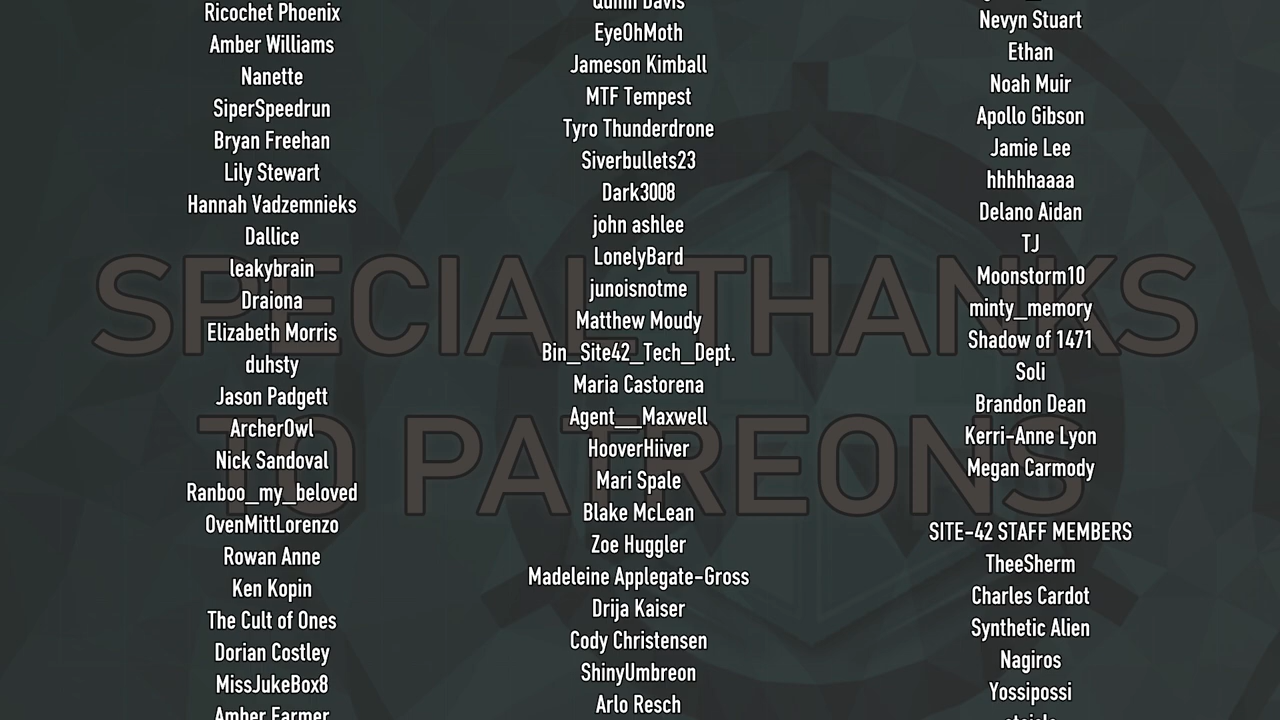 Ricochet Phoenix
Amber Williams
Nanette
SiperSpeedrun
Bryan Freehan
Lily Stewart
Hannah Vadzemnieks
Dallice
leakybrain
Draiona
Elizabeth Morris
duhsty
Jason Padgett
ArcherOwl
Nick Sandoval
Ranboo_my_beloved
OvenMittLorenzo
Rowan Anne
Ken Kopin
The Cult of Ones
Dorian Costley
MissJukeBox8
Amber Farmer
Quinn Davis
EyeOhMoth
Jameson Kimball
MTF Tempest
Tyro Thunderdrone
Siverbullets23
Dark3008
john ashlee
LonelyBard
junoisnotme
Matthew Moudy
Bin_Site42_Tech_Dept.
Maria Castorena
Agent__Maxwell
HooverHiiver
Mari Spale
Blake McLean
Zoe Huggler
Madeleine Applegate-Gross
Drija Kaiser
Cody Christensen
ShinyUmbreon
Arlo Resch
Nevyn Stuart
Ethan
Noah Muir
Apollo Gibson
Jamie Lee
hhhhhaaaa
Delano Aidan
TJ
Moonstorm10
minty_memory
Shadow of 1471
Soli
Brandon Dean
Kerri-Anne Lyon
Megan Carmody
SITE-42 STAFF MEMBERS
TheeSherm
Charles Cardot
Synthetic Alien
Nagiros
Yossipossi
SPECIAL THANKS
TO PATREONS